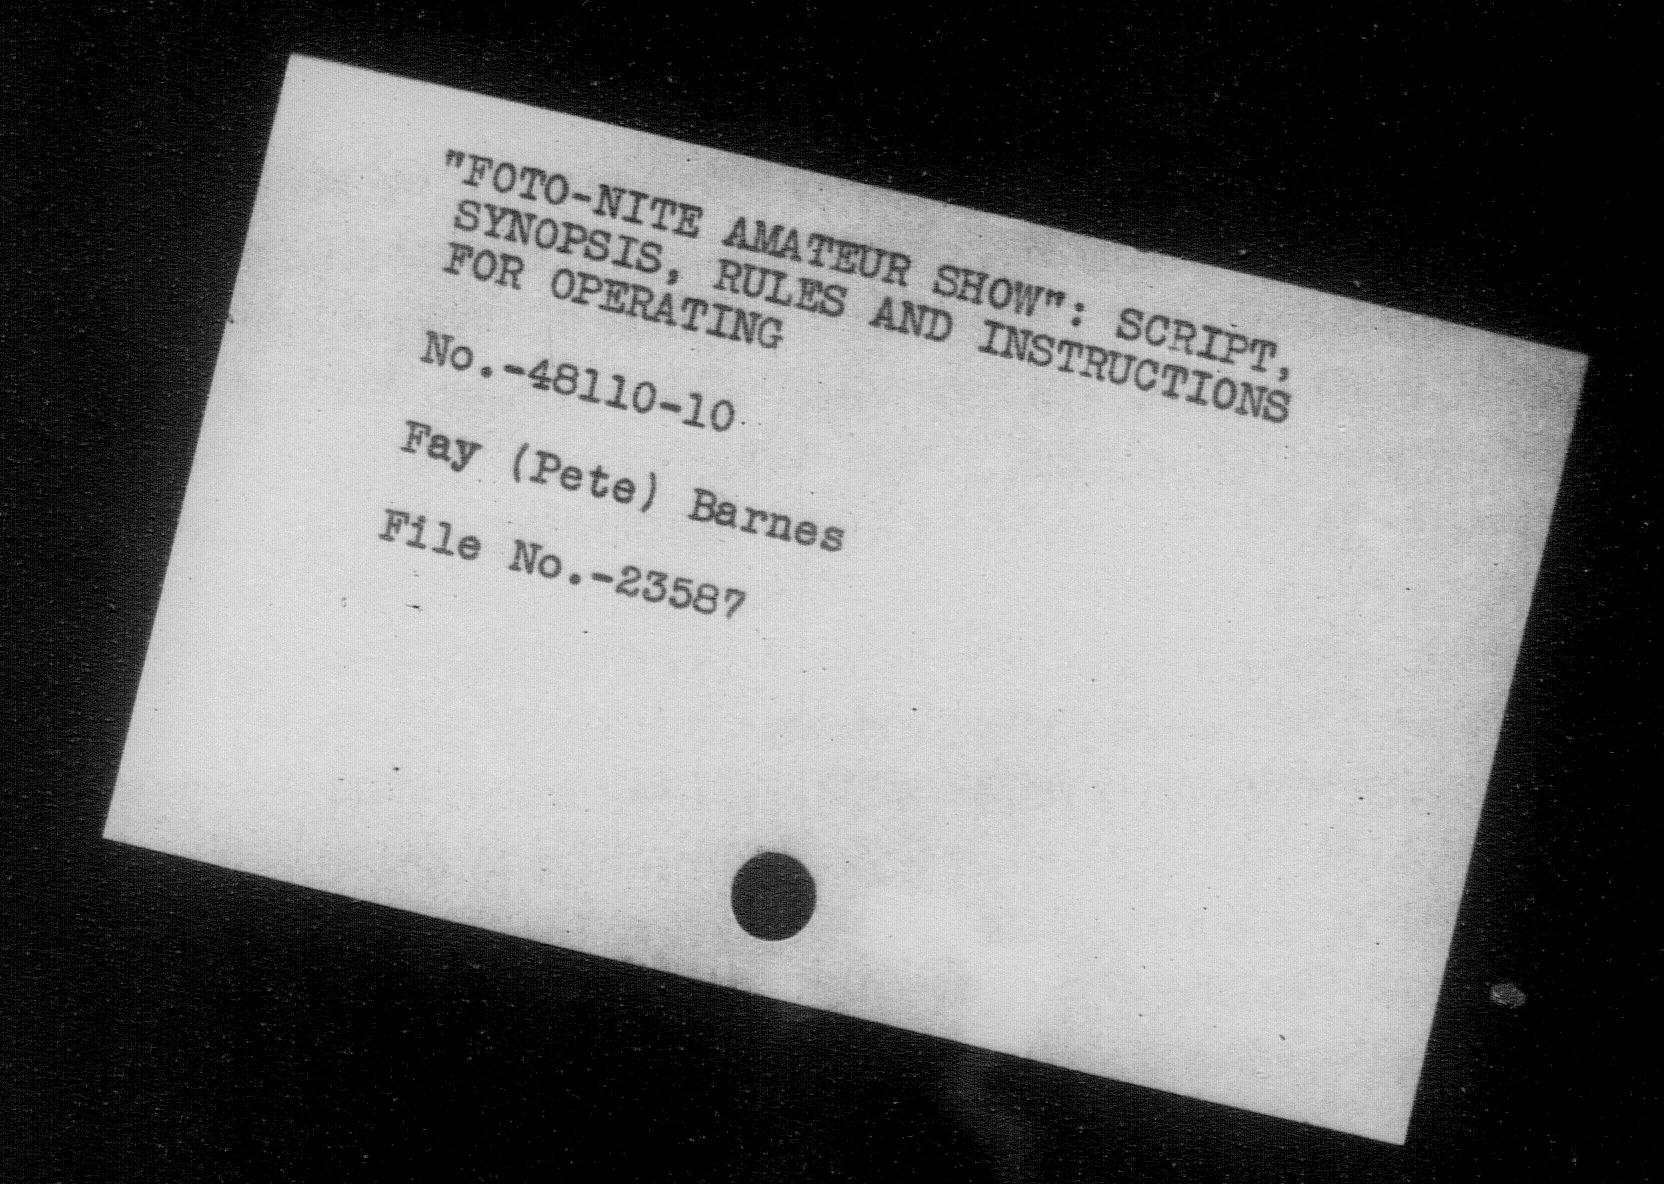 "FOTO-NITE AMATEUR SHOW": SCRIPT,
SYNOPSIS, RULES AND INSTRUCTIONS
FOR OPERATING
No.-48110-10
Fay (Pete) Barnes
File No.-23587